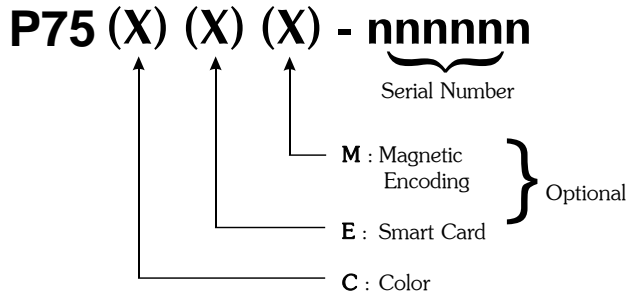 P75 (X) (X) (X) - nnnnnn
Serial Number
M : Magnetic
Encoding
Optional
E : Smart Card
C : Color